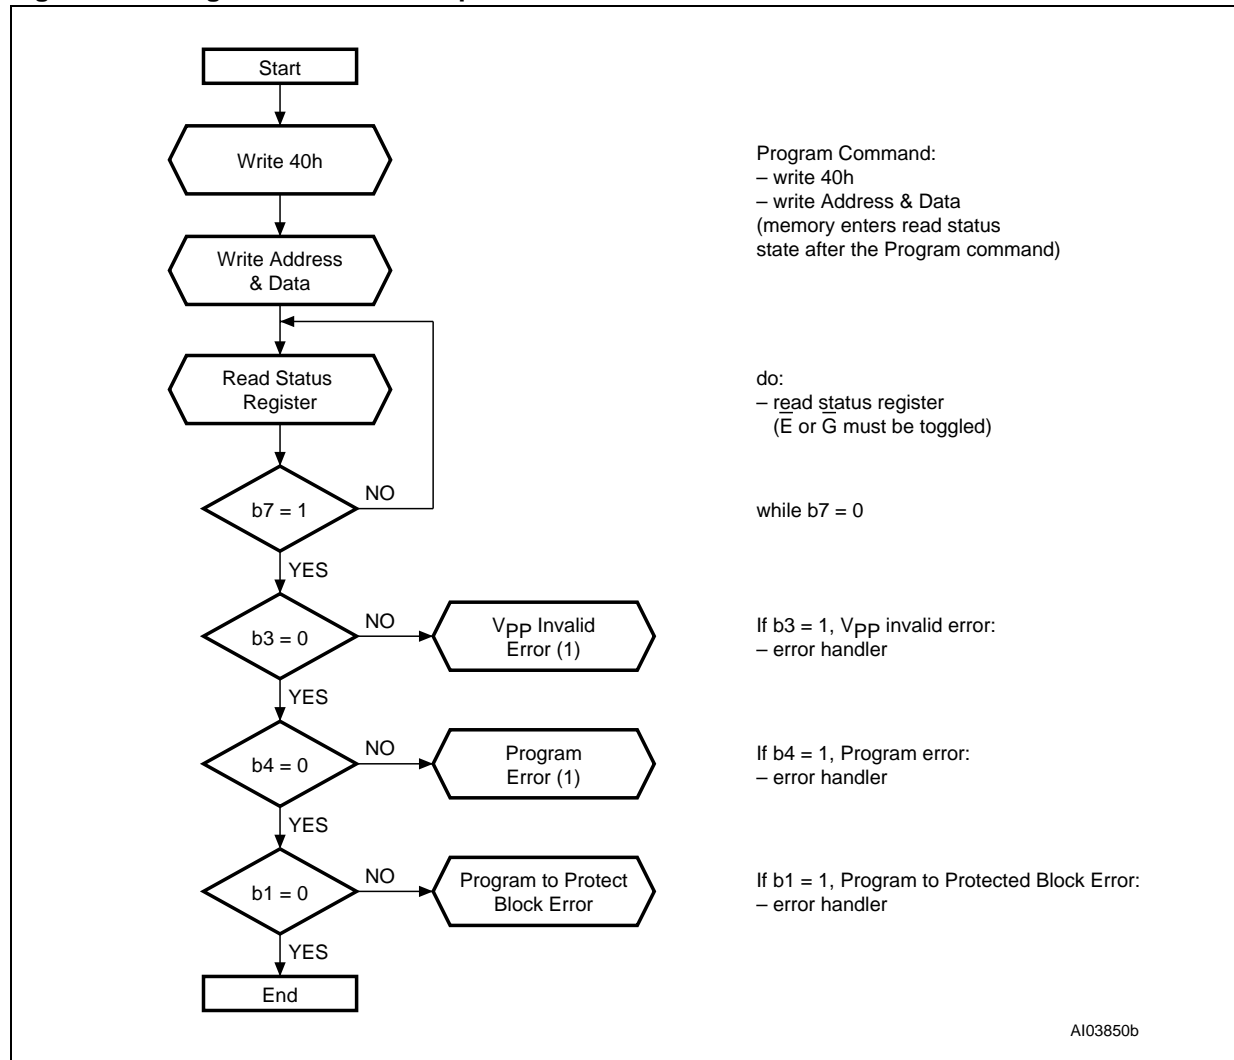 Start
Write 40h
Program Command:
– write 40h
– write Address & Data
(memory enters read status
state after the Program command)
Write Address
& Data
Read Status
Register
do:
– read status register
(E̅ or G̅ must be toggled)
NO
b7 = 1
while b7 = 0
YES
NO
b3 = 0
VPP Invalid
Error (1)
If b3 = 1, VPP invalid error:
– error handler
YES
NO
b4 = 0
Program
Error (1)
If b4 = 1, Program error:
– error handler
YES
NO
b1 = 0
Program to Protect
Block Error
If b1 = 1, Program to Protected Block Error:
– error handler
YES
End
AI03850b